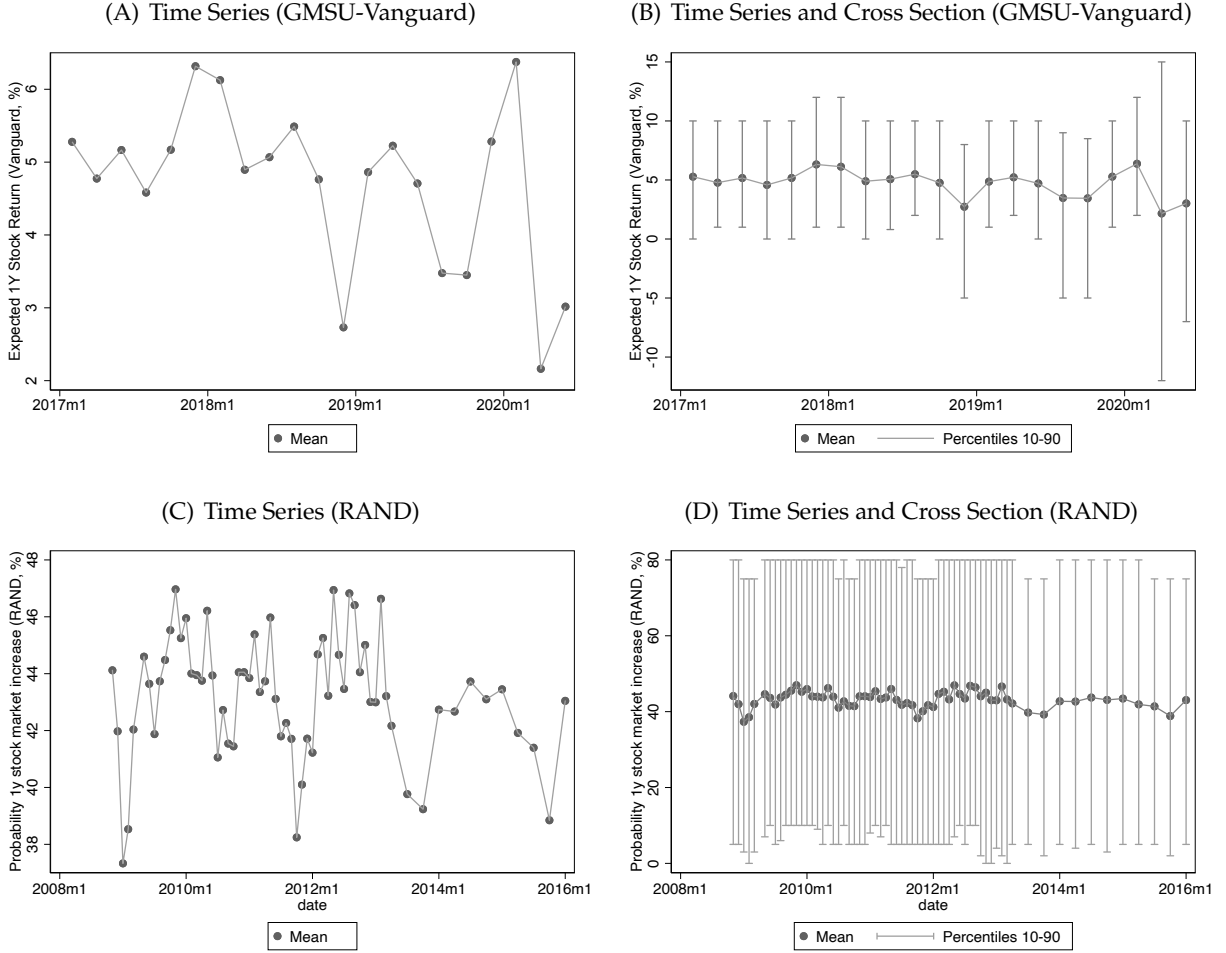 (A) Time Series (GMSU-Vanguard)
Expected 1Y Stock Return (Vanguard, %)
6
5
4
3
2
2017m1 2018m1 2019m1 2020m1
Mean
(B) Time Series and Cross Section (GMSU-Vanguard)
Expected 1Y Stock Return (Vanguard, %)
15
10
5
0
-5
-10
2017m1 2018m1 2019m1 2020m1
Mean Percentiles 10-90
(C) Time Series (RAND)
Probability 1y stock market increase (RAND, %)
48
46
44
42
40
38
2008m1 2010m1 2012m1 2014m1 2016m1
date
Mean
(D) Time Series and Cross Section (RAND)
Probability 1y stock market increase (RAND, %)
80
60
40
20
0
2008m1 2010m1 2012m1 2014m1 2016m1
date
Mean Percentiles 10-90